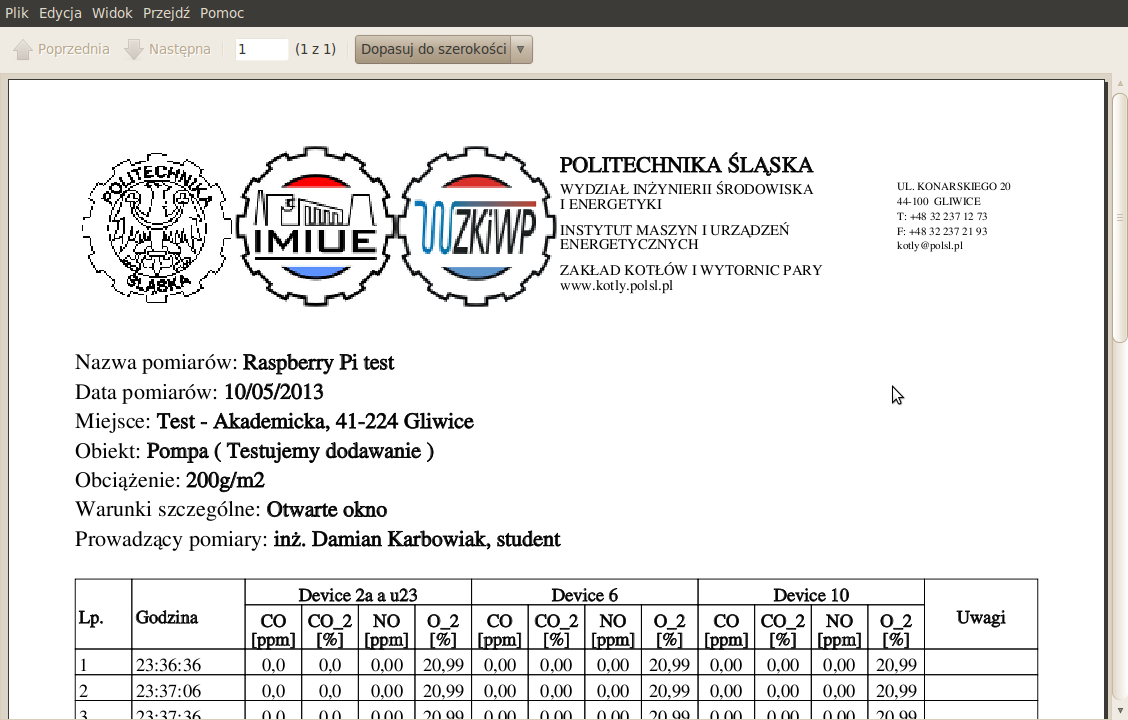 Plik Edycja Widok Przejdź Pomoc
Poprzednia Następna 1 (1 z 1) Dopasuj do szerokości
POLITECHNIKA ŚLĄSKA
IMIUE
WZKiWP
POLITECHNIKA ŚLĄSKA
WYDZIAŁ INŻYNIERII ŚRODOWISKA
I ENERGETYKI
INSTYTUT MASZYN I URZĄDZEŃ
ENERGETYCZNYCH
ZAKŁAD KOTŁÓW I WYTORNIC PARY
www.kotly.polsl.pl
UL. KONARSKIEGO 20
44-100 GLIWICE
T: +48 32 237 12 73
F: +48 32 237 21 93
kotly@polsl.pl
Nazwa pomiarów: Raspberry Pi test
Data pomiarów: 10/05/2013
Miejsce: Test - Akademicka, 41-224 Gliwice
Obiekt: Pompa ( Testujemy dodawanie )
Obciążenie: 200g/m2
Warunki szczególne: Otwarte okno
Prowadzący pomiary: inż. Damian Karbowiak, student
Lp. Godzina Device 2a a u23 Device 6 Device 10 Uwagi
CO CO_2 NO O_2 CO CO_2 NO O_2 CO CO_2 NO O_2
[ppm] [%] [ppm] [%] [ppm] [%] [ppm] [%] [ppm] [%] [ppm] [%]
1 23:36:36 0,0 0,0 0,00 20,99 0,00 0,00 0,00 20,99 0,00 0,00 0,00 20,99
2 23:37:06 0,0 0,0 0,00 20,99 0,00 0,00 0,00 20,99 0,00 0,00 0,00 20,99
3 23:37:36 0,0 0,0 0,00 20,99 0,00 0,00 0,00 20,99 0,00 0,00 0,00 20,99